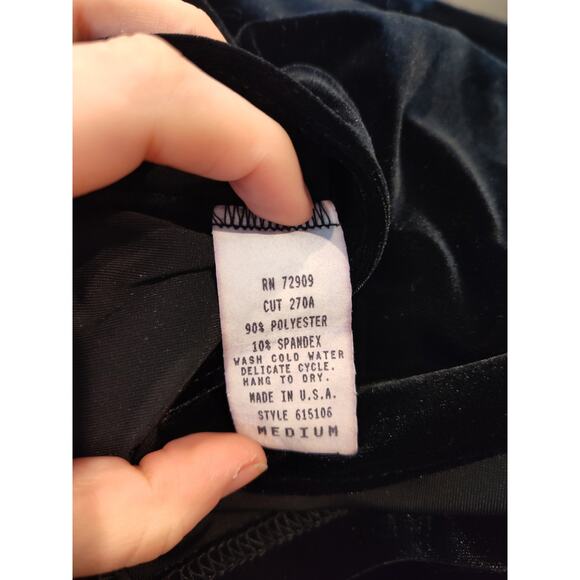 RN 72909
CUT 270A
90% POLYESTER
10% SPANDEX
WASH COLD WATER
DELICATE CYCLE.
HANG TO DRY.
MADE IN U.S.A.
STYLE 615106
MEDIUM